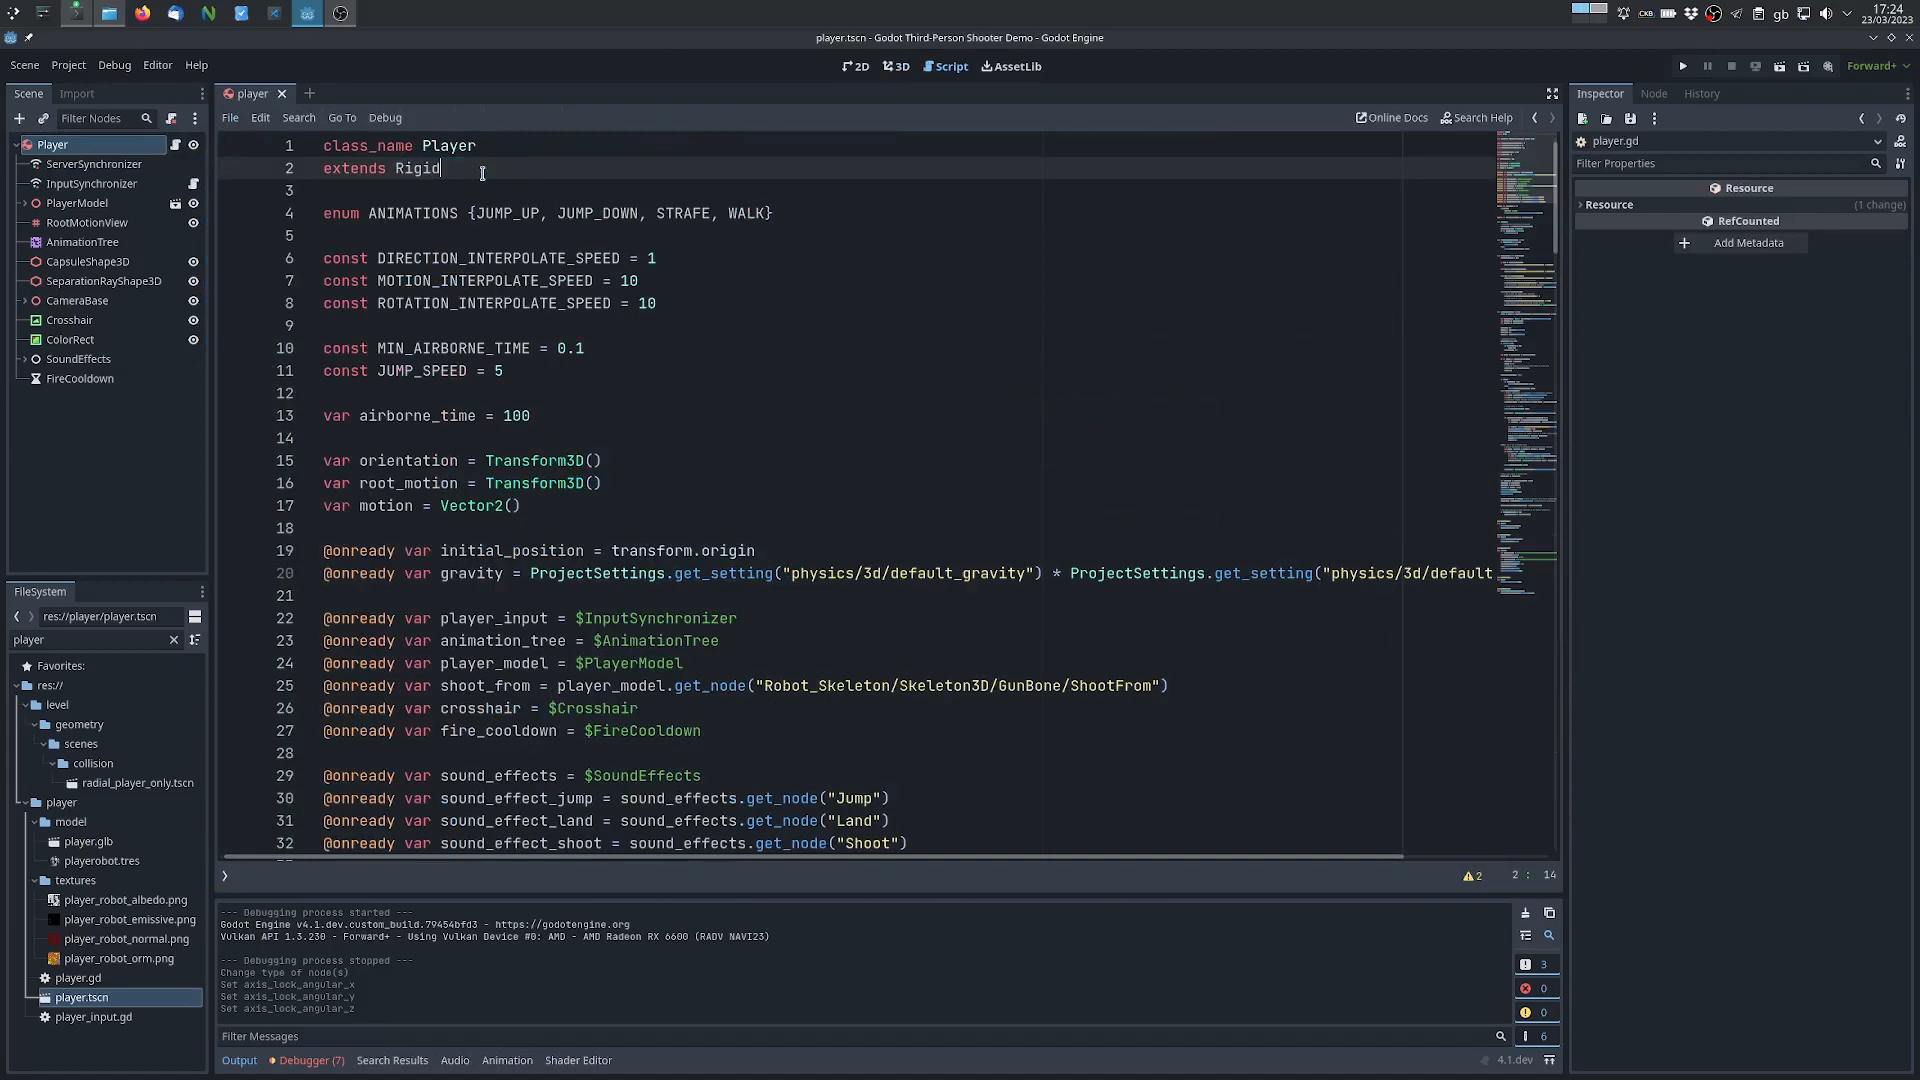 17:24
CKB
gb
23/03/2023
player.tscn - Godot Third-Person Shooter Demo - Godot Engine
Scene Project Debug Editor Help
2D 3D Script AssetLib
Forward+
Scene Import
Filter Nodes
Player
ServerSynchronizer
InputSynchronizer
PlayerModel
RootMotionView
AnimationTree
CapsuleShape3D
SeparationRayShape3D
CameraBase
Crosshair
ColorRect
SoundEffects
FireCooldown
FileSystem
res://player/player.tscn
player
Favorites:
res://
level
geometry
scenes
collision
radial_player_only.tscn
player
model
player.glb
playerobot.tres
textures
player_robot_albedo.png
player_robot_emissive.png
player_robot_normal.png
player_robot_orm.png
player.gd
player.tscn
player_input.gd
player
File Edit Search Go To Debug
Online Docs Search Help
1 class_name Player
2 extends Rigid
3
4 enum ANIMATIONS {JUMP_UP, JUMP_DOWN, STRAFE, WALK}
5
6 const DIRECTION_INTERPOLATE_SPEED = 1
7 const MOTION_INTERPOLATE_SPEED = 10
8 const ROTATION_INTERPOLATE_SPEED = 10
9
10 const MIN_AIRBORNE_TIME = 0.1
11 const JUMP_SPEED = 5
12
13 var airborne_time = 100
14
15 var orientation = Transform3D()
16 var root_motion = Transform3D()
17 var motion = Vector2()
18
19 @onready var initial_position = transform.origin
20 @onready var gravity = ProjectSettings.get_setting("physics/3d/default_gravity") * ProjectSettings.get_setting("physics/3d/default
21
22 @onready var player_input = $InputSynchronizer
23 @onready var animation_tree = $AnimationTree
24 @onready var player_model = $PlayerModel
25 @onready var shoot_from = player_model.get_node("Robot_Skeleton/Skeleton3D/GunBone/ShootFrom")
26 @onready var crosshair = $Crosshair
27 @onready var fire_cooldown = $FireCooldown
28
29 @onready var sound_effects = $SoundEffects
30 @onready var sound_effect_jump = sound_effects.get_node("Jump")
31 @onready var sound_effect_land = sound_effects.get_node("Land")
32 @onready var sound_effect_shoot = sound_effects.get_node("Shoot")
2 2 : 14
--- Debugging process started ---
Godot Engine v4.1.dev.custom_build.79454bfd3 - https://godotengine.org
Vulkan API 1.3.230 - Forward+ - Using Vulkan Device #0: AMD - AMD Radeon RX 6600 (RADV NAVI23)
--- Debugging process stopped ---
Change type of node(s)
Set axis_lock_angular_x
Set axis_lock_angular_y
Set axis_lock_angular_z
3
0
0
6
Filter Messages
Output Debugger (7) Search Results Audio Animation Shader Editor
4.1.dev
Inspector Node History
player.gd
Filter Properties
Resource
Resource (1 change)
RefCounted
Add Metadata